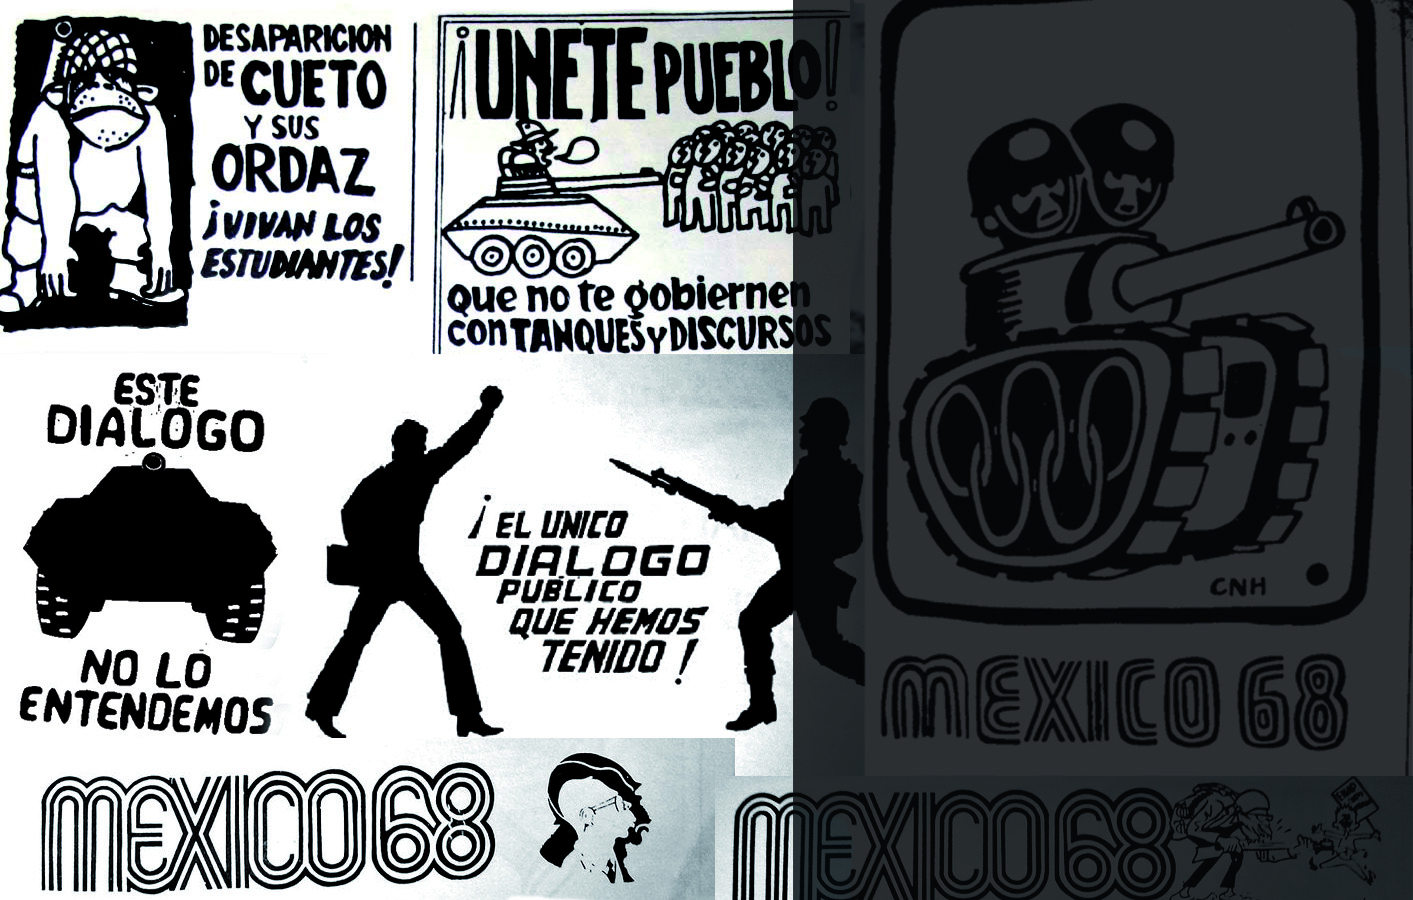 DESAPARICION
DE CUETO
Y SUS
ORDAZ
¡VIVAN LOS
ESTUDIANTES!
¡UNETE PUEBLO!
que no te gobiernen
con TANQUES y DISCURSOS
ESTE
DIALOGO
NO LO
ENTENDEMOS
¡EL UNICO
DIALOGO
PUBLICO
QUE HEMOS
TENIDO!
CNH
MEXICO 68
MEXICO 68
MEXICO 68